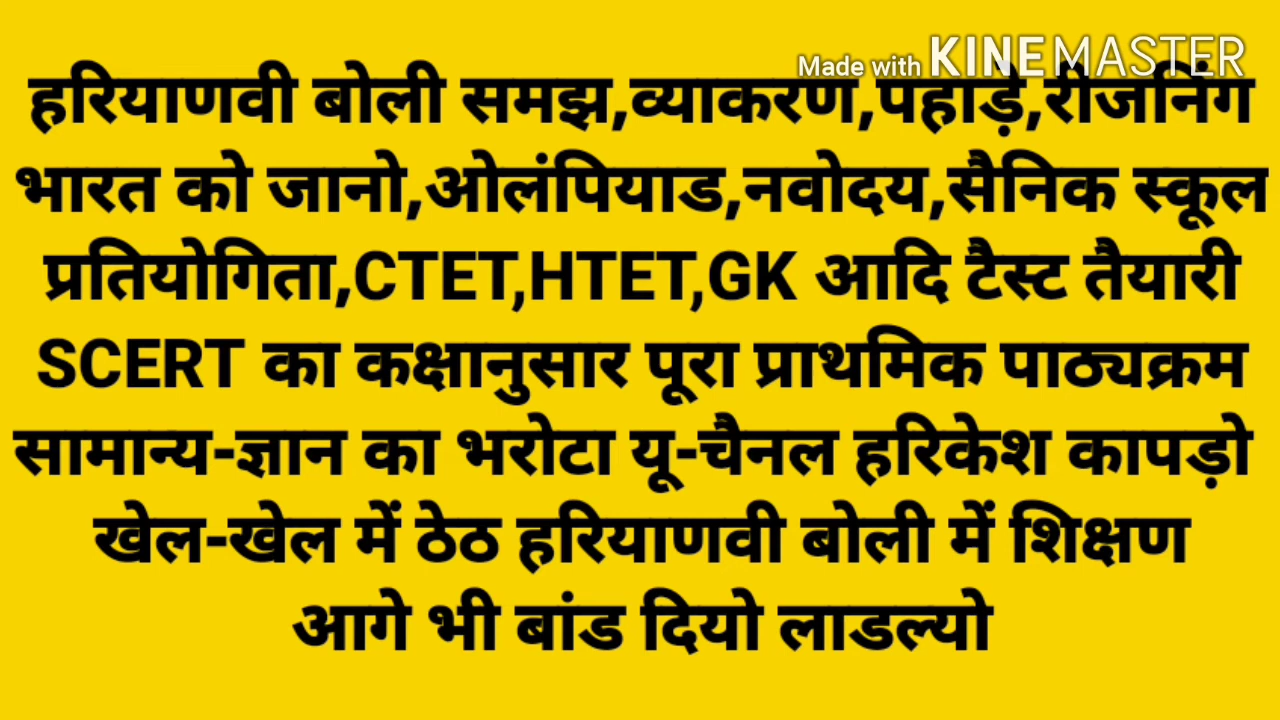 Made with KINEMASTER
हरियाणवी बोली समझ,व्याकरण,पहाड़े,रीजनिंग
भारत को जानो,ओलंपियाड,नवोदय,सैनिक स्कूल
प्रतियोगिता,CTET,HTET,GK आदि टैस्ट तैयारी
SCERT का कक्षानुसार पूरा प्राथमिक पाठ्यक्रम
सामान्य-ज्ञान का भरोटा यू-चैनल हरिकेश कापड़ो
खेल-खेल में ठेठ हरियाणवी बोली में शिक्षण
आगे भी बांड दियो लाडल्यो